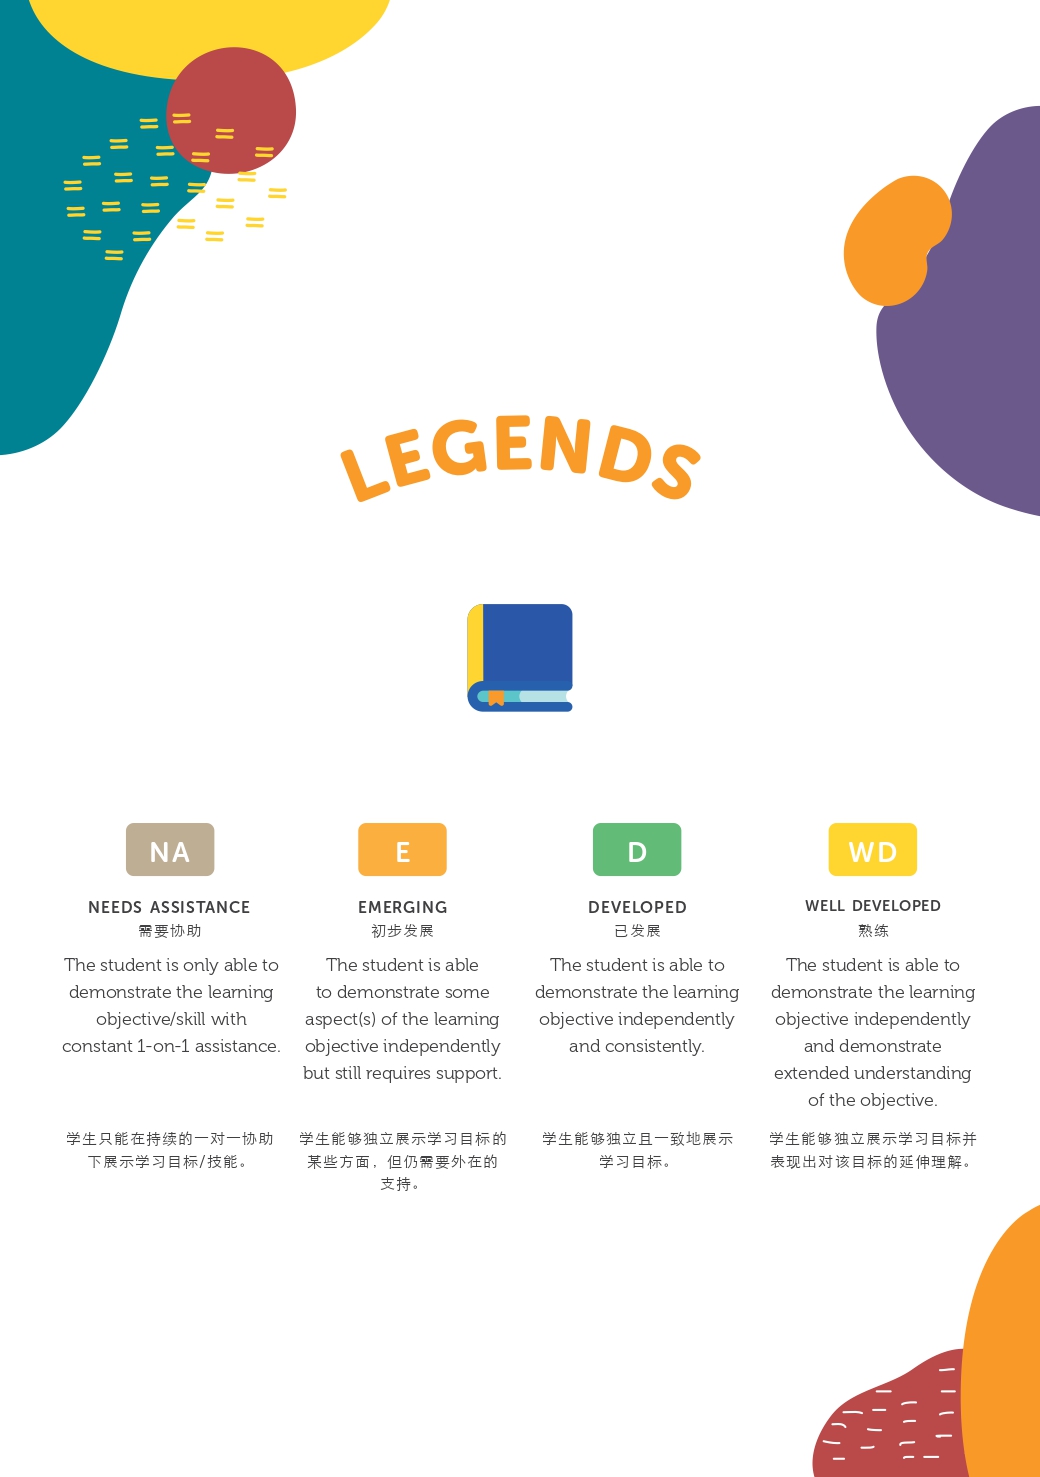 LEGENDS
NA
NEEDS ASSISTANCE
需要协助
The student is only able to
demonstrate the learning
objective/skill with
constant 1-on-1 assistance.
学生只能在持续的一对一协助
下展示学习目标/技能。
E
EMERGING
初步发展
The student is able
to demonstrate some
aspect(s) of the learning
objective independently
but still requires support.
学生能够独立展示学习目标的
某些方面，但仍需要外在的
支持。
D
DEVELOPED
已发展
The student is able to
demonstrate the learning
objective independently
and consistently.
学生能够独立且一致地展示
学习目标。
WD
WELL DEVELOPED
熟练
The student is able to
demonstrate the learning
objective independently
and demonstrate
extended understanding
of the objective.
学生能够独立展示学习目标并
表现出对该目标的延伸理解。